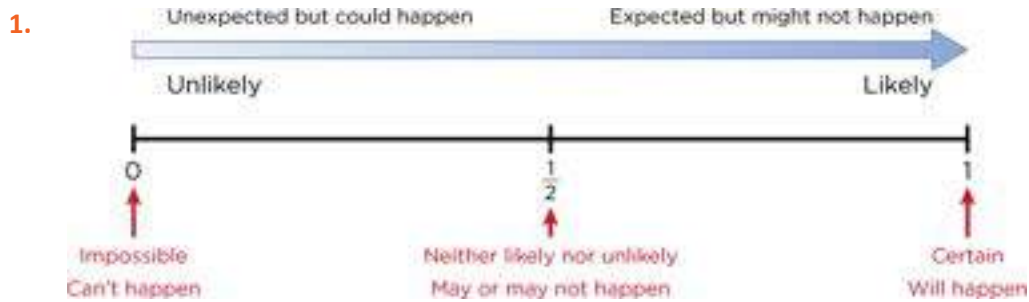 1.
Unexpected but could happen Expected but might not happen
Unlikely Likely
0 1/2 1
Impossible Neither likely nor unlikely Certain
Can't happen May or may not happen Will happen